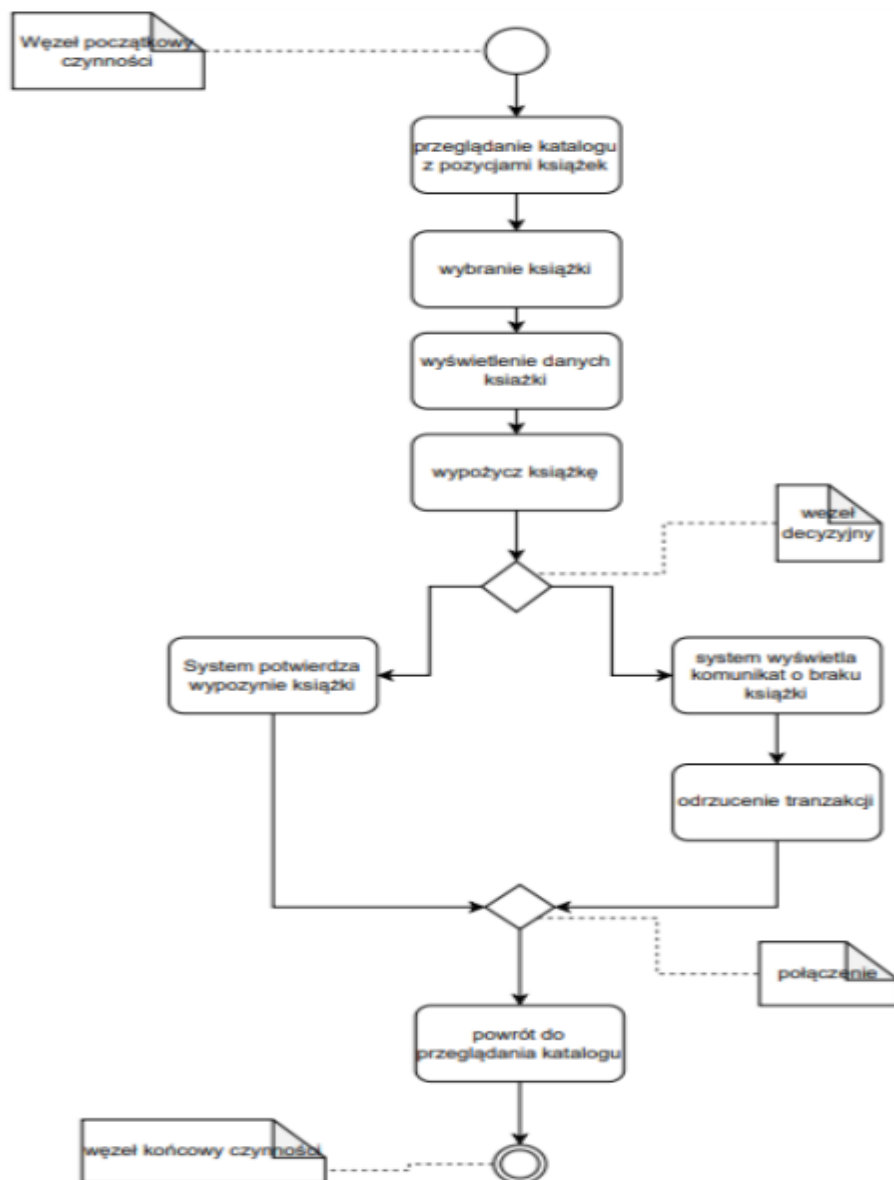 Węzeł początkowy
czynności
przeglądanie katalogu
z pozycjami książek
wybranie książki
wyświetlenie danych
ksiażki
wypożycz książkę
węzeł
decyzyjny
System potwierdza
wypozynie książki
system wyświetla
komunikat o braku
książki
odrzucenie tranzakcji
połączenie
powrót do
przeglądania katalogu
węzeł końcowy czynności